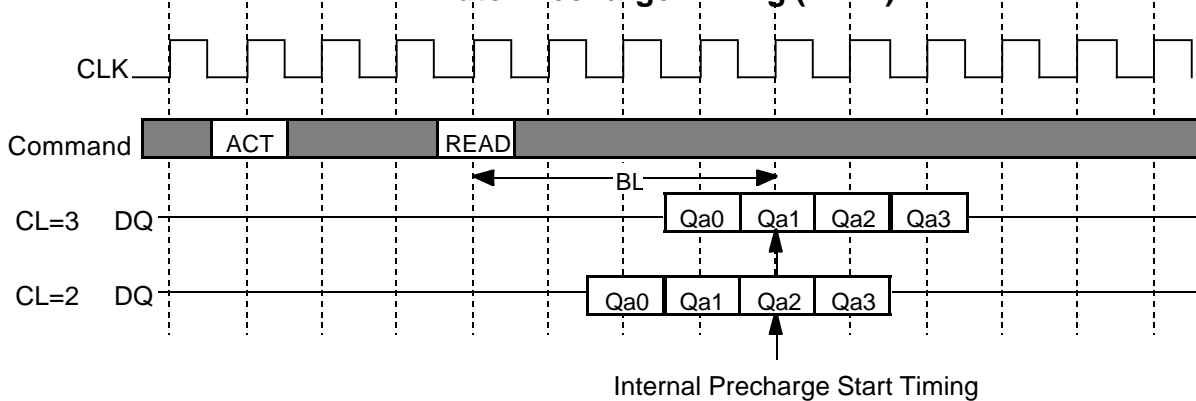 CLK
Command ACT READ
BL
CL=3 DQ Qa0 Qa1 Qa2 Qa3
CL=2 DQ Qa0 Qa1 Qa2 Qa3
Internal Precharge Start Timing